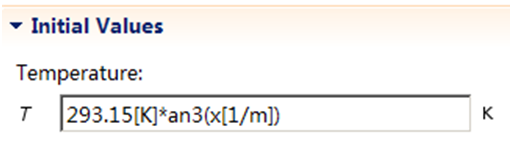 Initial Values
Temperature:
T 293.15[K]*an3(x[1/m]) K